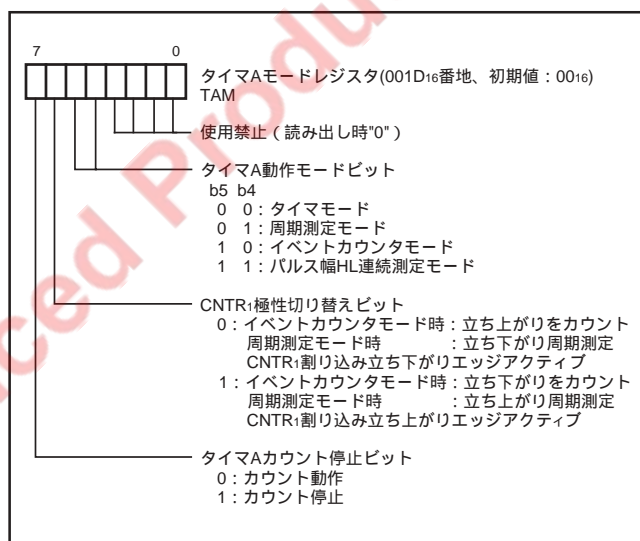 7 0
タイマAモードレジスタ(001D16番地、初期値：0016)
TAM
使用禁止（読み出し時"0"）
タイマA動作モードビット
b5 b4
0 0：タイマモード
0 1：周期測定モード
1 0：イベントカウンタモード
1 1：パルス幅HL連続測定モード
CNTR1極性切り替えビット
0：イベントカウンタモード時：立ち上がりをカウント
周期測定モード時 ：立ち下がり周期測定
CNTR1割り込み立ち下がりエッジアクティブ
1：イベントカウンタモード時：立ち下がりをカウント
周期測定モード時 ：立ち上がり周期測定
CNTR1割り込み立ち上がりエッジアクティブ
タイマAカウント停止ビット
0：カウント動作
1：カウント停止
ced Produ